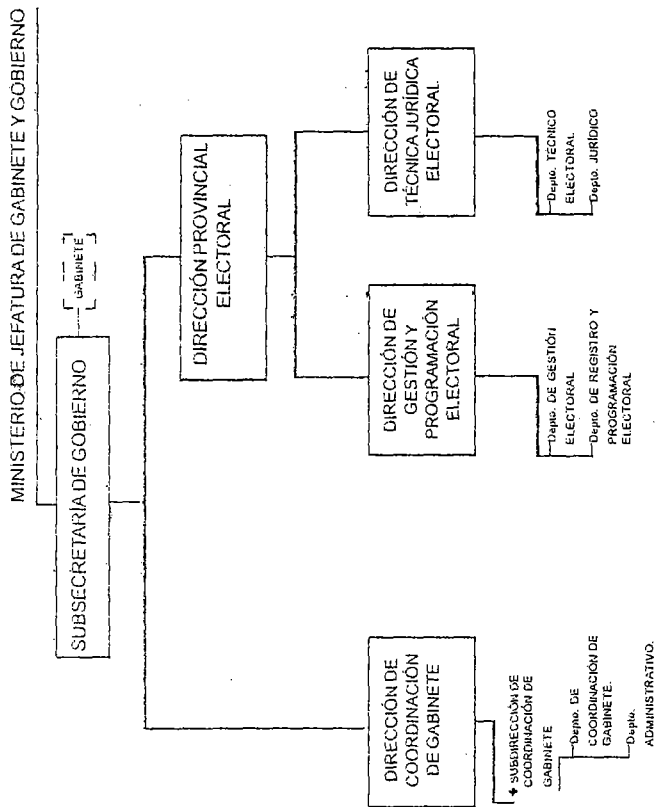 MINISTERIO DE JEFATURA DE GABINETE Y GOBIERNO
SUBSECRETARÍA DE GOBIERNO
GABINETE
DIRECCIÓN PROVINCIAL
ELECTORAL
DIRECCIÓN DE
COORDINACIÓN
DE GABINETE
DIRECCIÓN DE
GESTIÓN Y
PROGRAMACIÓN
ELECTORAL
DIRECCIÓN DE
TÉCNICA JURÍDICA
ELECTORAL
+ SUBDIRECCIÓN DE
COORDINACIÓN DE
GABINETE
Depto. DE
COORDINACIÓN DE
GABINETE.
Depto.
ADMINISTRATIVO.
Depto. DE GESTIÓN
ELECTORAL
Depto. DE REGISTRO Y
PROGRAMACIÓN
ELECTORAL
Depto. TÉCNICO
ELECTORAL
Depto. JURÍDICO